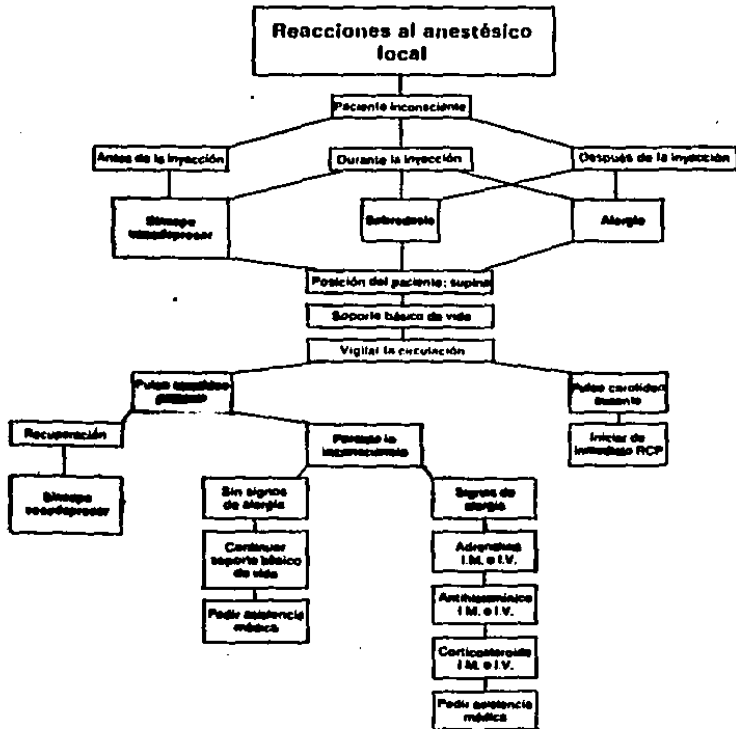 Reacciones al anestésico
local
Paciente inconsciente
Antes de la inyección
Durante la inyección
Después de la inyección
Síncope
vasodepresor
Sobredosis
Alergia
Posición del paciente: supina
Soporte básico de vida
Vigilar la circulación
Pulso carotídeo
presente
Pulso carotídeo
ausente
Recuperación
Persiste la
inconsciencia
Iniciar de
inmediato RCP
Síncope
vasodepresor
Sin signos
de alergia
Signos de
alergia
Continuar
soporte básico
de vida
Adrenalina
I.M. o I.V.
Antihistamínico
I.M. o I.V.
Pedir asistencia
médica
Corticosteroide
I.M. o I.V.
Pedir asistencia
médica